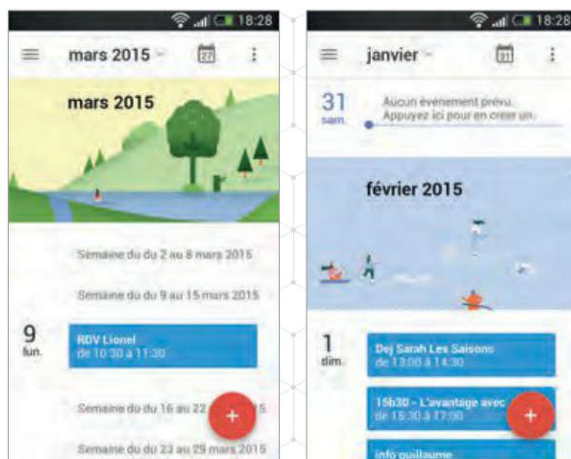 18:28
mars 2015
27
mars 2015
Semaine du du 2 au 8 mars 2015
Semaine du du 9 au 15 mars 2015
9
lun.
RDV Lionel
de 10:30 à 11:30
Semaine du du 16 au 22 5
+
Semaine du du 23 au 29 mars 2015
18:28
janvier
31
31
sam.
Aucun évènement prévu.
Appuyez ici pour en créer un.
février 2015
1
dim.
Dej Sarah Les Saisons
de 13:00 à 14:30
15h30 - L'avantage avec
de 15:30 à 17:00
+
info guillaume